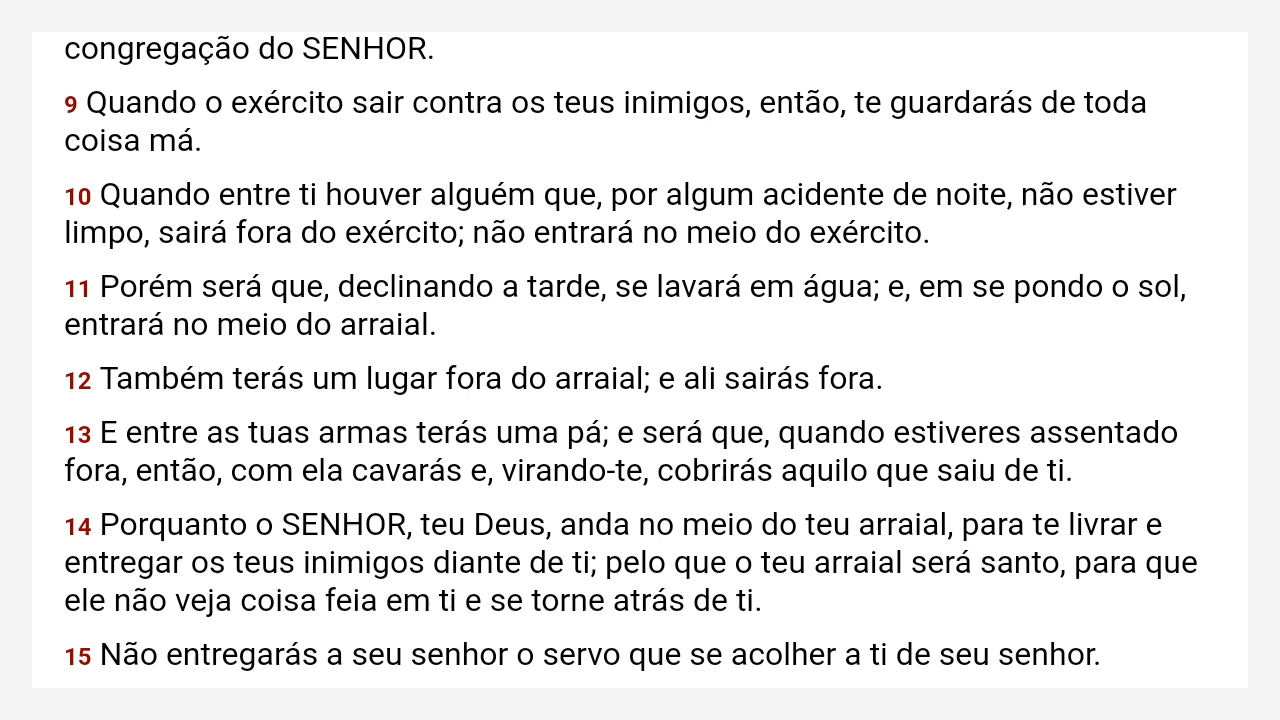 congregação do SENHOR.
9 Quando o exército sair contra os teus inimigos, então, te guardarás de toda
coisa má.
10 Quando entre ti houver alguém que, por algum acidente de noite, não estiver
limpo, sairá fora do exército; não entrará no meio do exército.
11 Porém será que, declinando a tarde, se lavará em água; e, em se pondo o sol,
entrará no meio do arraial.
12 Também terás um lugar fora do arraial; e ali sairás fora.
13 E entre as tuas armas terás uma pá; e será que, quando estiveres assentado
fora, então, com ela cavarás e, virando-te, cobrirás aquilo que saiu de ti.
14 Porquanto o SENHOR, teu Deus, anda no meio do teu arraial, para te livrar e
entregar os teus inimigos diante de ti; pelo que o teu arraial será santo, para que
ele não veja coisa feia em ti e se torne atrás de ti.
15 Não entregarás a seu senhor o servo que se acolher a ti de seu senhor.